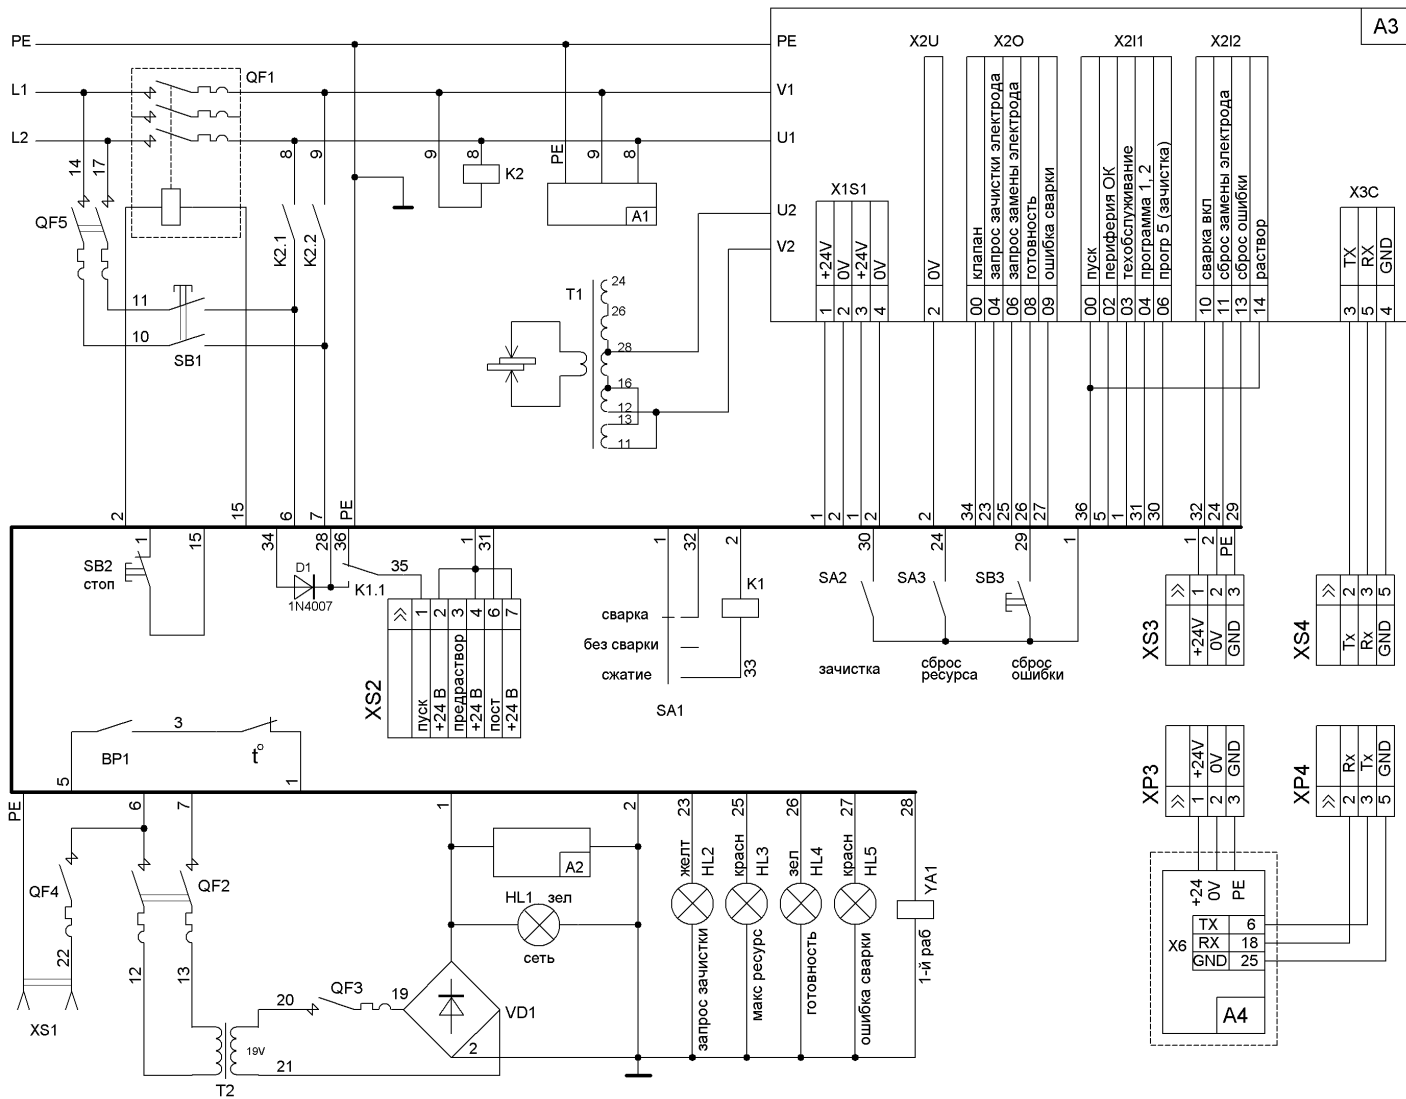 PE
L1
L2
QF1
14
17
QF5
8
9
K2.1
K2.2
11
10
SB1
9
8
K2
PE
9
8
A1
A3
PE
V1
U1
U2
V2
T1
24
26
28
16
12
13
11
X1S1
+24V
0V
+24V
0V
1
2
3
4
X2U
0V
2
X2O
клапан
запрос зачистки электрода
запрос замены электрода
готовность
ошибка сварки
00
04
06
08
09
X2I1
пуск
периферия ОК
техобслуживание
программа 1, 2
прогр 5 (зачистка)
00
02
03
04
06
X2I2
сварка вкл
сброс замены электрода
сброс ошибки
раствор
10
11
13
14
X3C
TX
RX
GND
3
5
4
2
15
6
7
PE
1
2
1
2
2
34
23
25
26
27
36
5
1
31
30
32
2
24
29
1
15
SB2
стоп
34
28
36
D1
1N4007
K1.1
35
1
31
XS2
1
2
3
4
6
7
пуск
+24 В
предраствор
+24 В
пост
+24 В
1
32
2
сварка
без сварки
сжатие
SA1
K1
33
30
24
29
1
SA2
SA3
SB3
зачистка
сброс
ресурса
сброс
ошибки
1
2
PE
XS3
1
2
3
+24V
0V
GND
XS4
2
3
5
Tx
Rx
GND
BP1
3
t°
5
1
XP3
+24V
0V
GND
1
2
3
XP4
Rx
Tx
GND
2
3
5
PE
6
7
1
2
23
25
26
27
28
QF4
22
XS1
QF2
12
13
T2
19V
20
21
QF3
19
VD1
2
A2
HL1 зел
сеть
желт
HL2
запрос зачистки
красн
HL3
макс ресурс
зел
HL4
готовность
красн
HL5
ошибка сварки
YA1
1-й раб
+24
0V
PE
X6
TX 6
RX 18
GND 25
A4